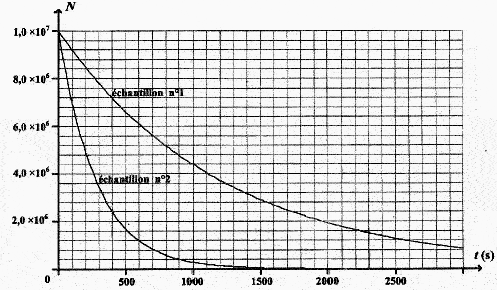 N
1,0 ×10⁷
8,0 ×10⁶
échantillon n°1
6,0 ×10⁶
4,0 ×10⁶
échantillon n°2
2,0 ×10⁶
t (s)
0
500
1000
1500
2000
2500